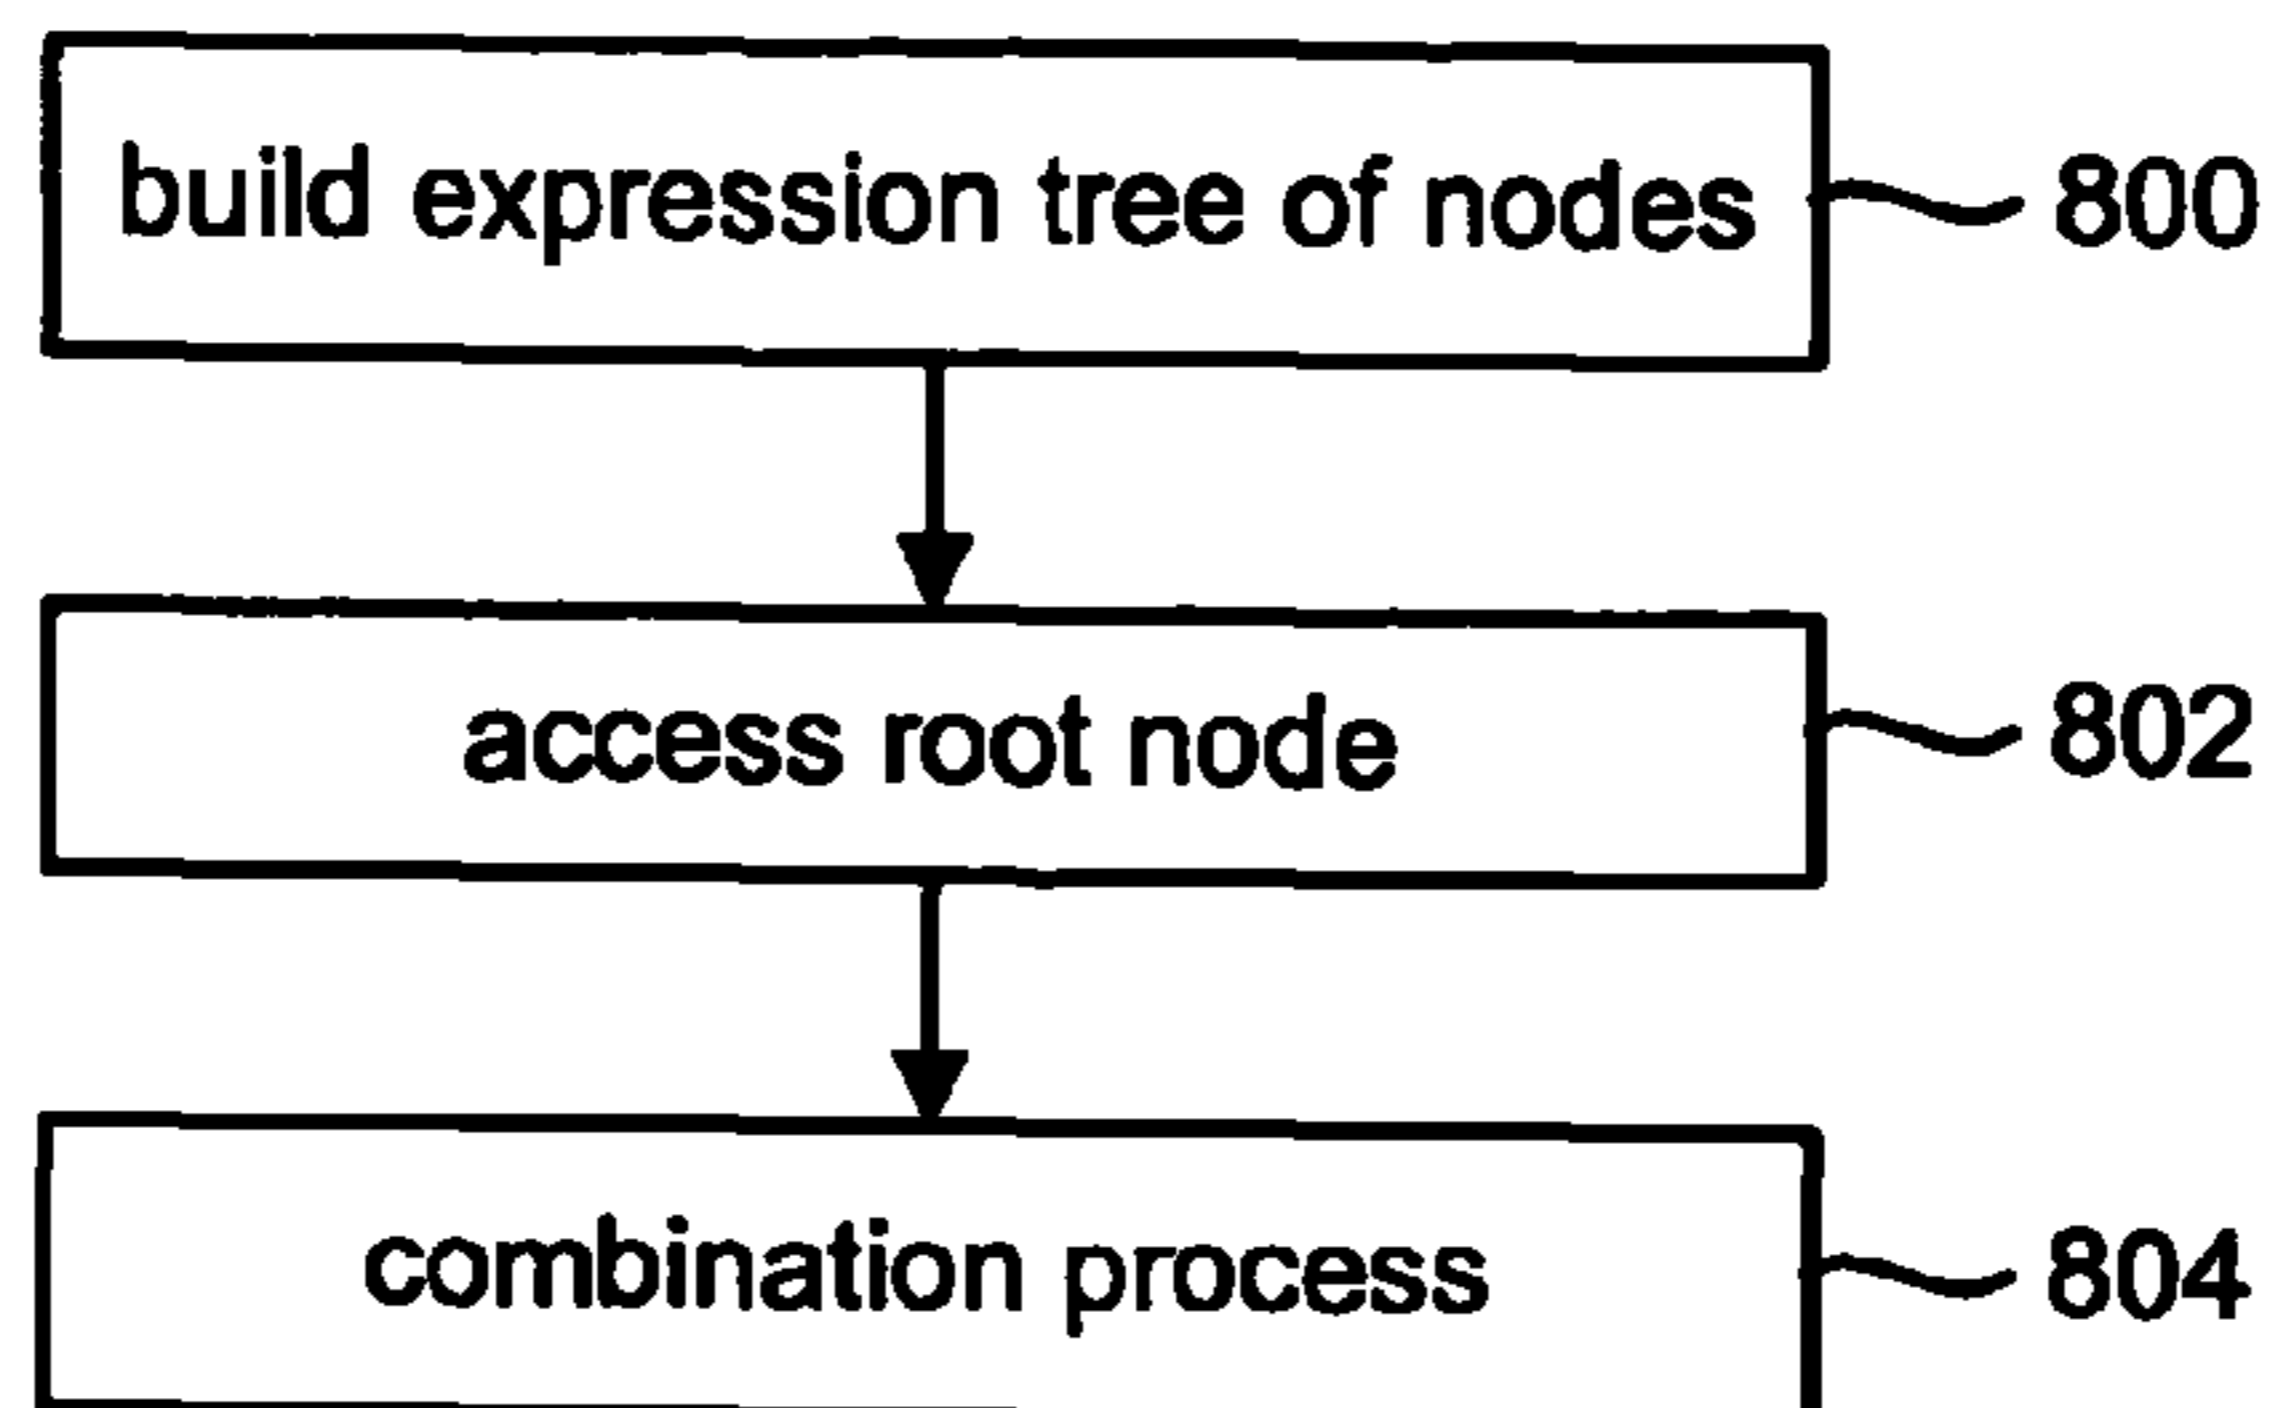 build expression tree of nodes 800
access root node 802
combination process 804